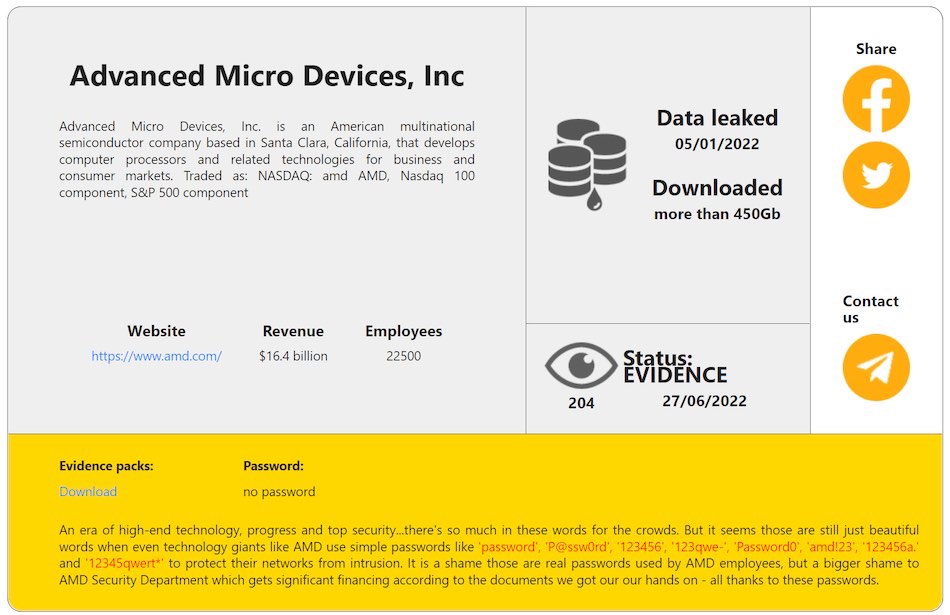 Advanced Micro Devices, Inc
Advanced Micro Devices, Inc. is an American multinational
semiconductor company based in Santa Clara, California, that develops
computer processors and related technologies for business and
consumer markets. Traded as: NASDAQ: amd AMD, Nasdaq 100
component, S&P 500 component
Website
Revenue
Employees
https://www.amd.com/
$16.4 billion
22500
Data leaked
05/01/2022
Downloaded
more than 450Gb
Status:
EVIDENCE
204
27/06/2022
Share
Contact
us
Evidence packs:
Password:
Download
no password
An era of high-end technology, progress and top security...there's so much in these words for the crowds. But it seems those are still just beautiful
words when even technology giants like AMD use simple passwords like 'password', 'P@ssw0rd', '123456', '123qwe-', 'Password0', 'amd!23', '123456a.'
and '12345qwert*' to protect their networks from intrusion. It is a shame those are real passwords used by AMD employees, but a bigger shame to
AMD Security Department which gets significant financing according to the documents we got our our hands on - all thanks to these passwords.